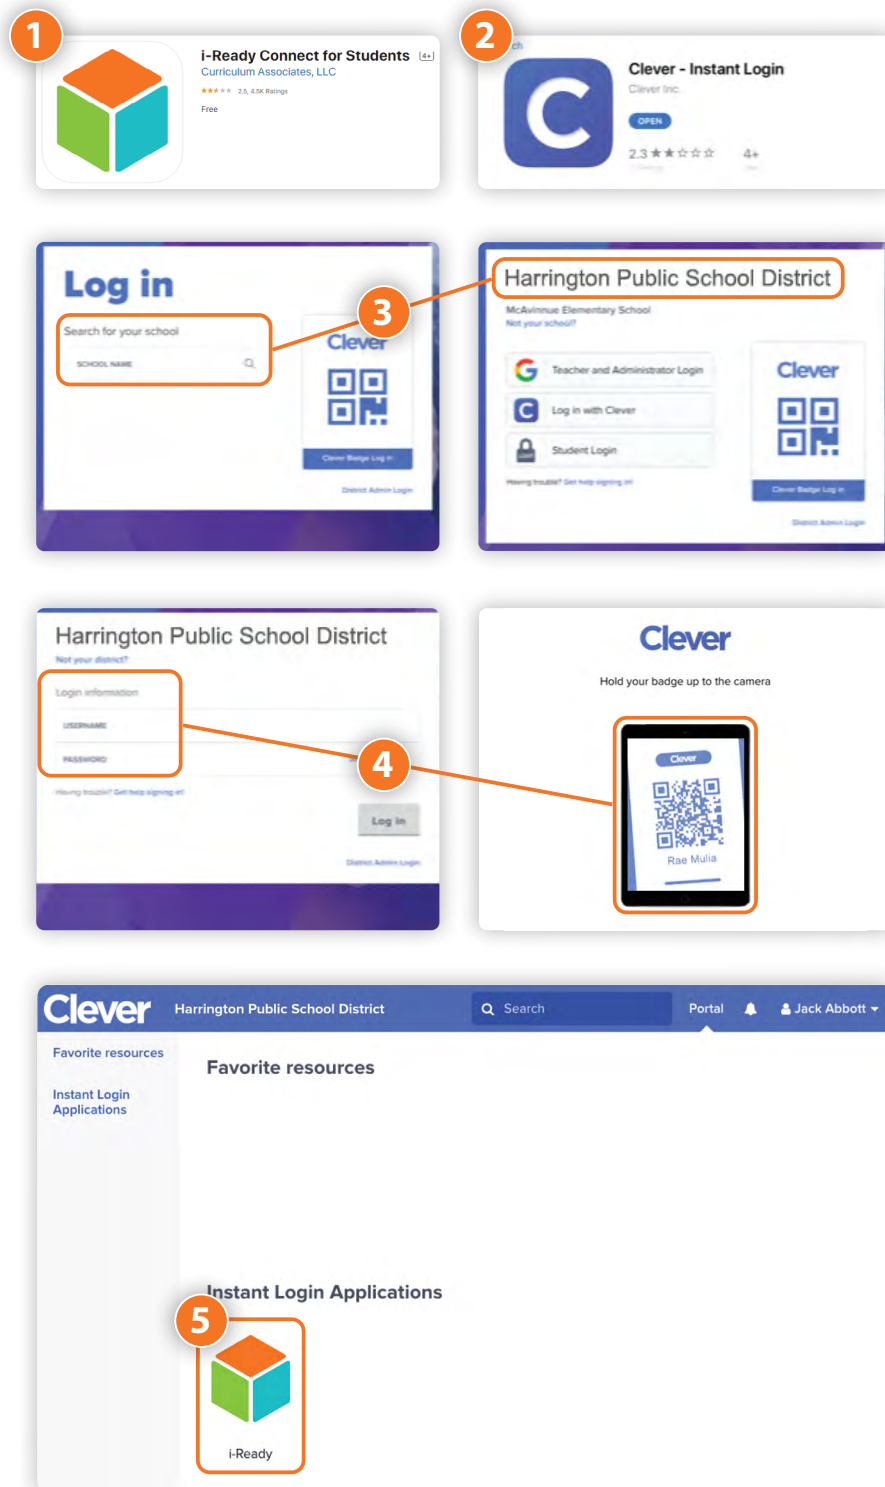 1
i-Ready Connect for Students 4+
Curriculum Associates, LLC
2.5, 4.5K Ratings
Free
2
ch
Clever - Instant Login
Clever Inc.
OPEN
2.3 4+
Log in
Search for your school
SCHOOL NAME
Clever
Clever Badge Log in
District Admin Login
3
Harrington Public School District
McAvinnue Elementary School
Not your school?
Teacher and Administrator Login
Log in with Clever
Student Login
Having trouble? Get help signing in!
Clever
Clever Badge Log in
District Admin Login
Harrington Public School District
Not your district?
Login information
USERNAME
PASSWORD
Having trouble? Get help signing in!
Log in
District Admin Login
4
Clever
Hold your badge up to the camera
Clever
Rae Mulia
Clever Harrington Public School District Search Portal Jack Abbott
Favorite resources
Instant Login
Applications
Favorite resources
Instant Login Applications
5
i-Ready